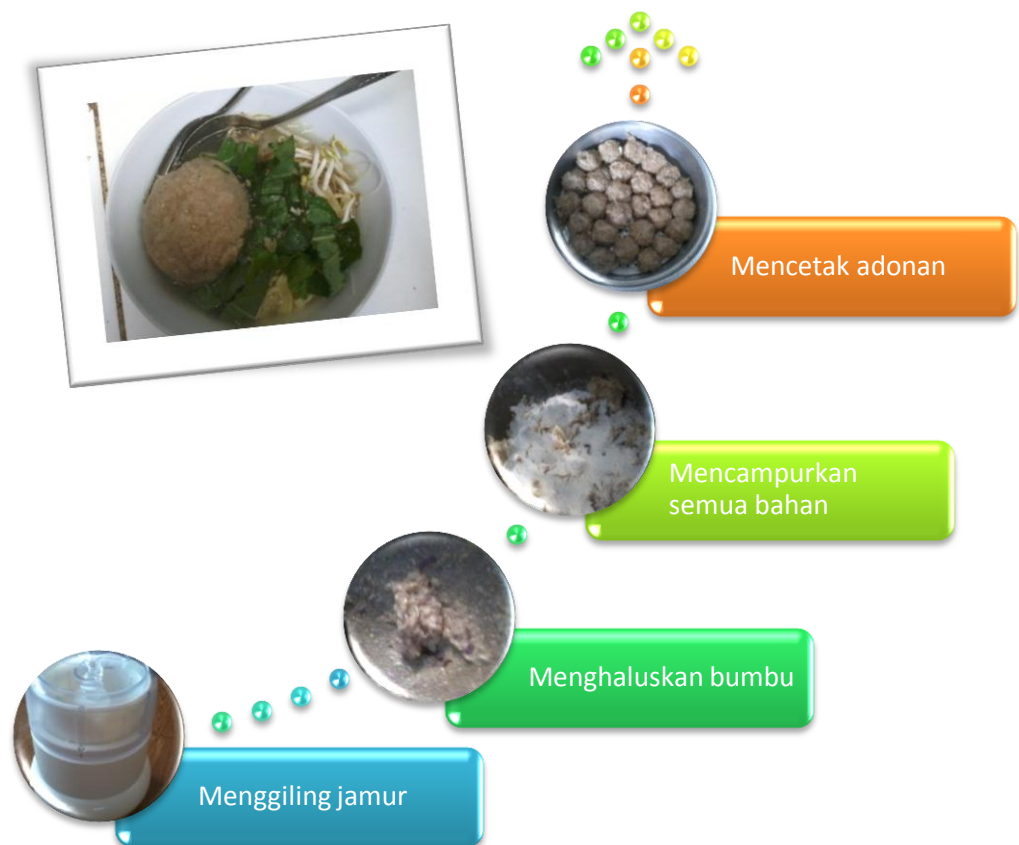 Mencetak adonan
Mencampurkan
semua bahan
Menghaluskan bumbu
Menggiling jamur